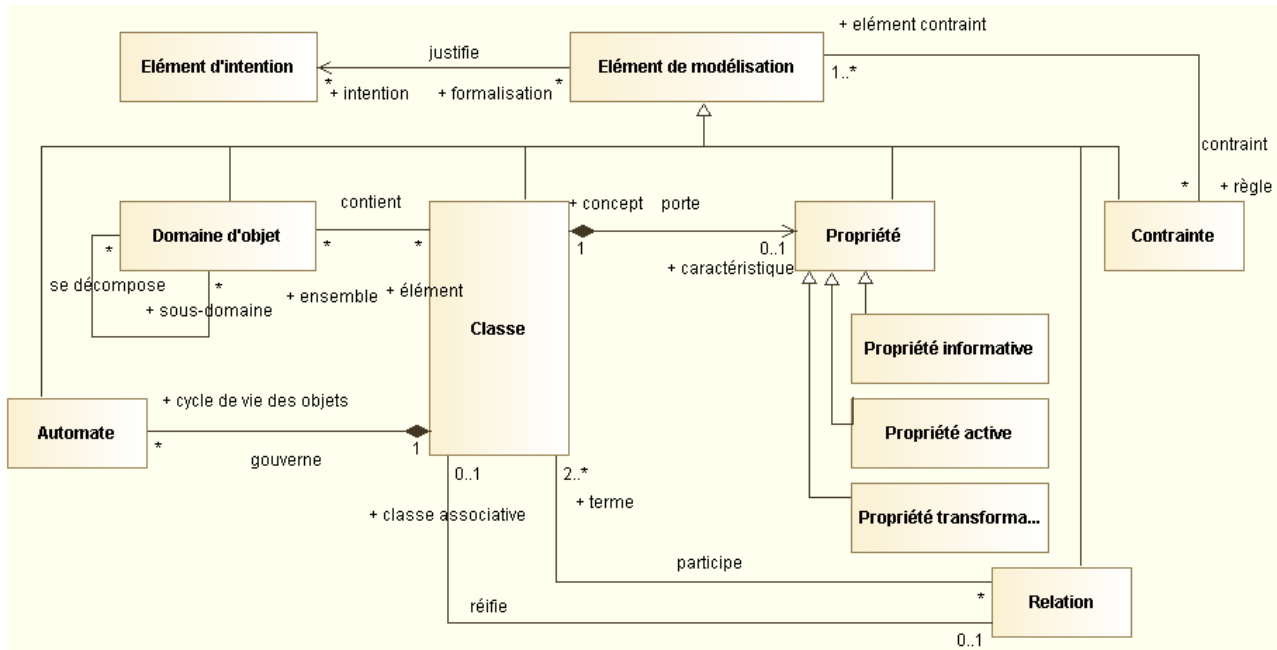 + elément contraint
justifie
Elément d'intention
Elément de modélisation
* + intention
+ formalisation *
1..*
contraint
* + règle
contient
+ concept porte
Domaine d'objet
* *
*
1
0..1
Propriété
Contrainte
+ caractéristique
se décompose
*
+ sous-domaine
+ ensemble
+ élément
Classe
Propriété informative
+ cycle de vie des objets
Automate
*
1
gouverne
Propriété active
0..1
2..*
+ terme
+ classe associative
Propriété transforma...
participe
*
réifie
Relation
0..1